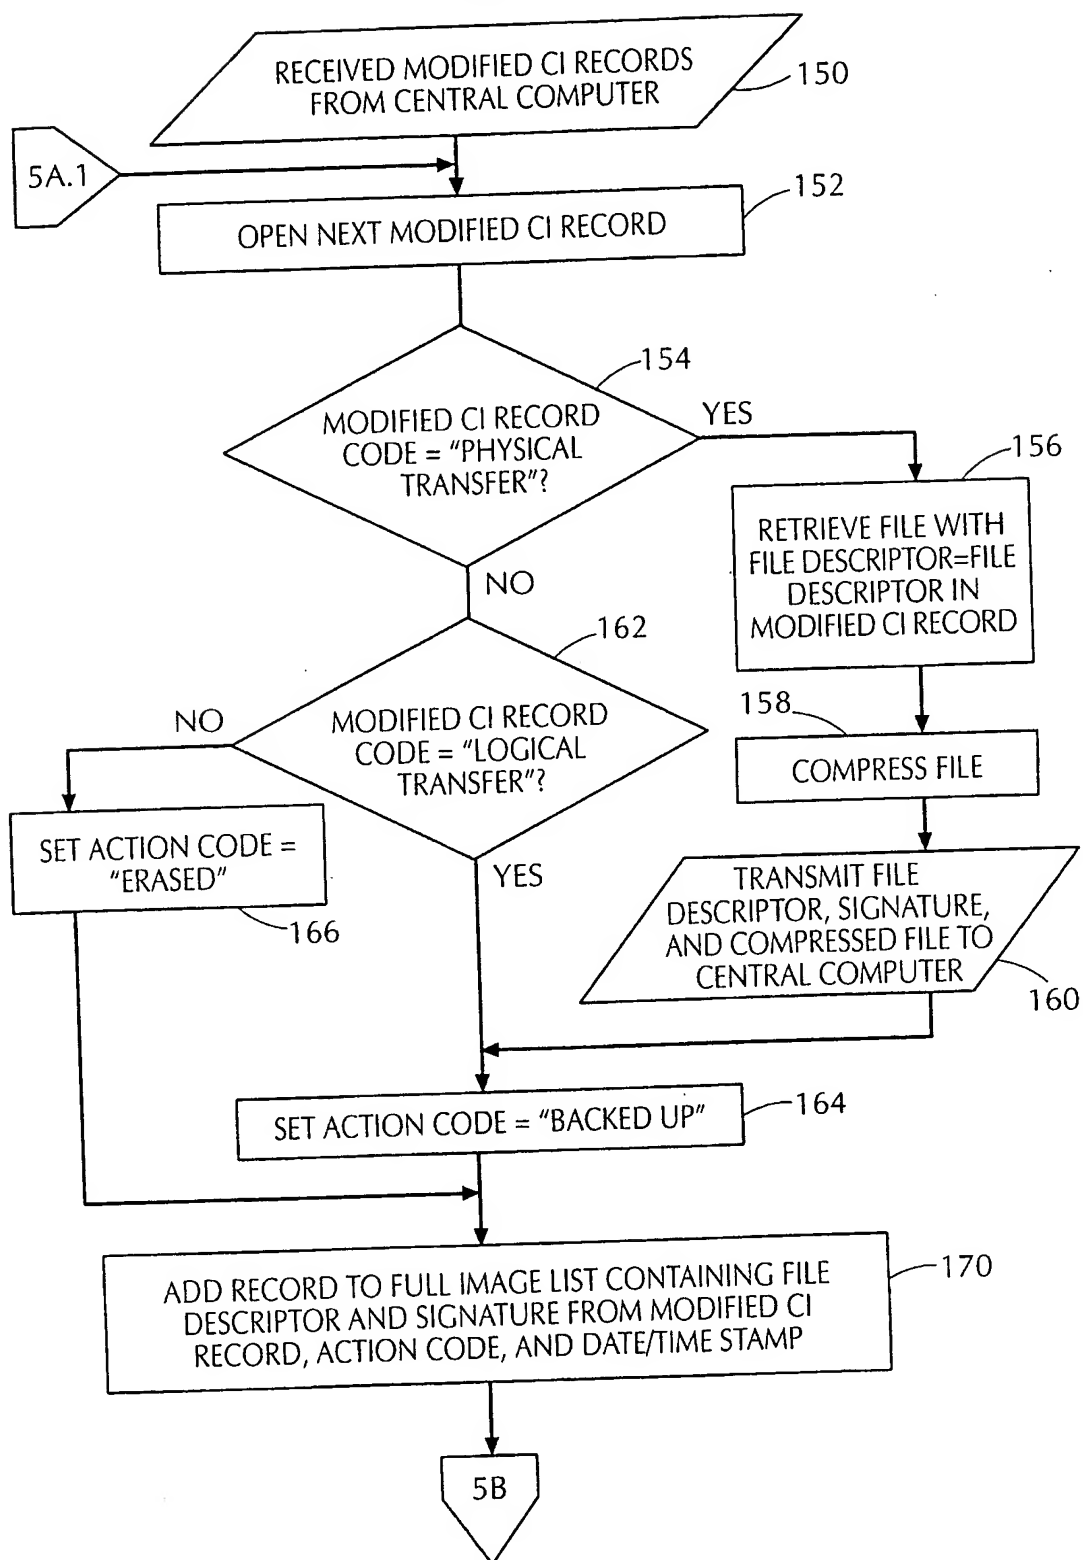 RECEIVED MODIFIED CI RECORDS
FROM CENTRAL COMPUTER
150
5A.1
152
OPEN NEXT MODIFIED CI RECORD
154
MODIFIED CI RECORD
CODE = "PHYSICAL
TRANSFER"?
YES
NO
156
RETRIEVE FILE WITH
FILE DESCRIPTOR=FILE
DESCRIPTOR IN
MODIFIED CI RECORD
162
MODIFIED CI RECORD
CODE = "LOGICAL
TRANSFER"?
NO
YES
158
COMPRESS FILE
SET ACTION CODE =
"ERASED"
166
TRANSMIT FILE
DESCRIPTOR, SIGNATURE,
AND COMPRESSED FILE TO
CENTRAL COMPUTER
160
SET ACTION CODE = "BACKED UP"
164
ADD RECORD TO FULL IMAGE LIST CONTAINING FILE
DESCRIPTOR AND SIGNATURE FROM MODIFIED CI
RECORD, ACTION CODE, AND DATE/TIME STAMP
170
5B